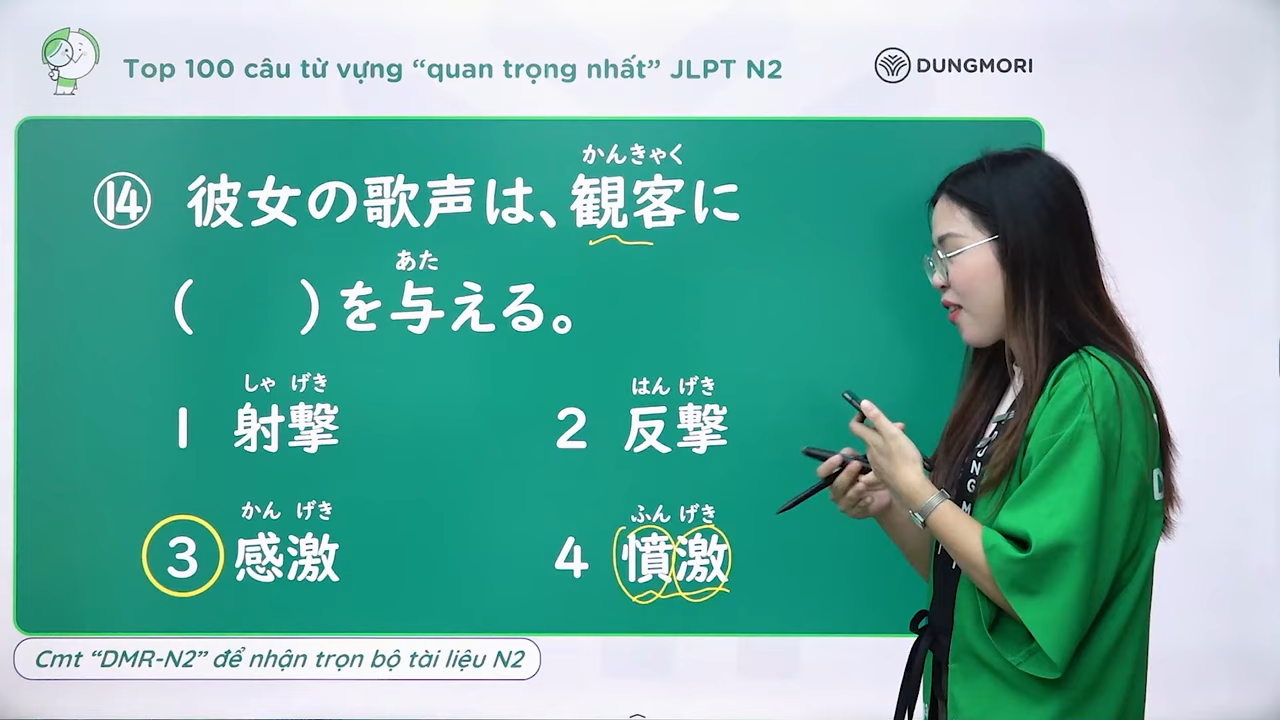 Top 100 câu từ vựng “quan trọng nhất” JLPT N2
DUNGMORI
かんきゃく
⑭ 彼女の歌声は、観客に
あた
（　　）を与える。
しゃ げき
1 射撃
はん げき
2 反撃
かん げき
3 感激
ふん げき
4 憤激
Cmt “DMR-N2” để nhận trọn bộ tài liệu N2